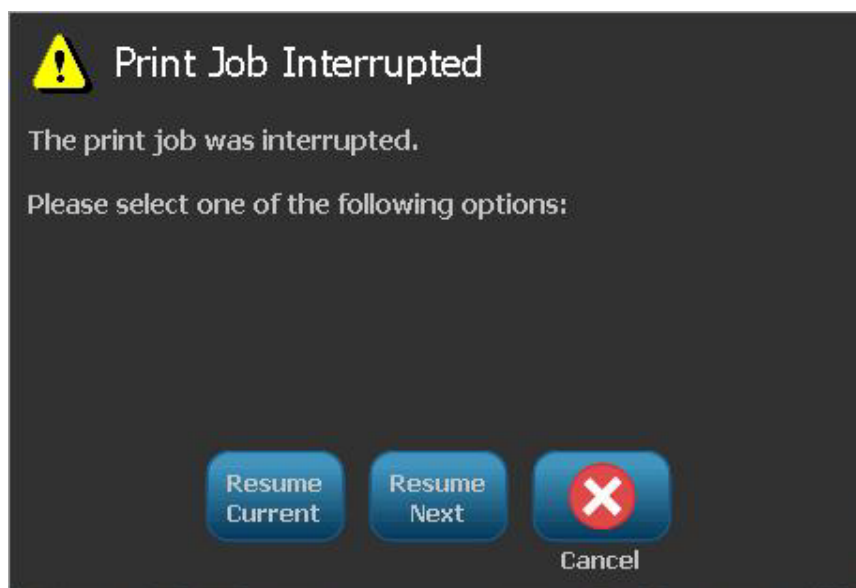 Print Job Interrupted
The print job was interrupted.
Please select one of the following options:
Resume
Current
Resume
Next
Cancel